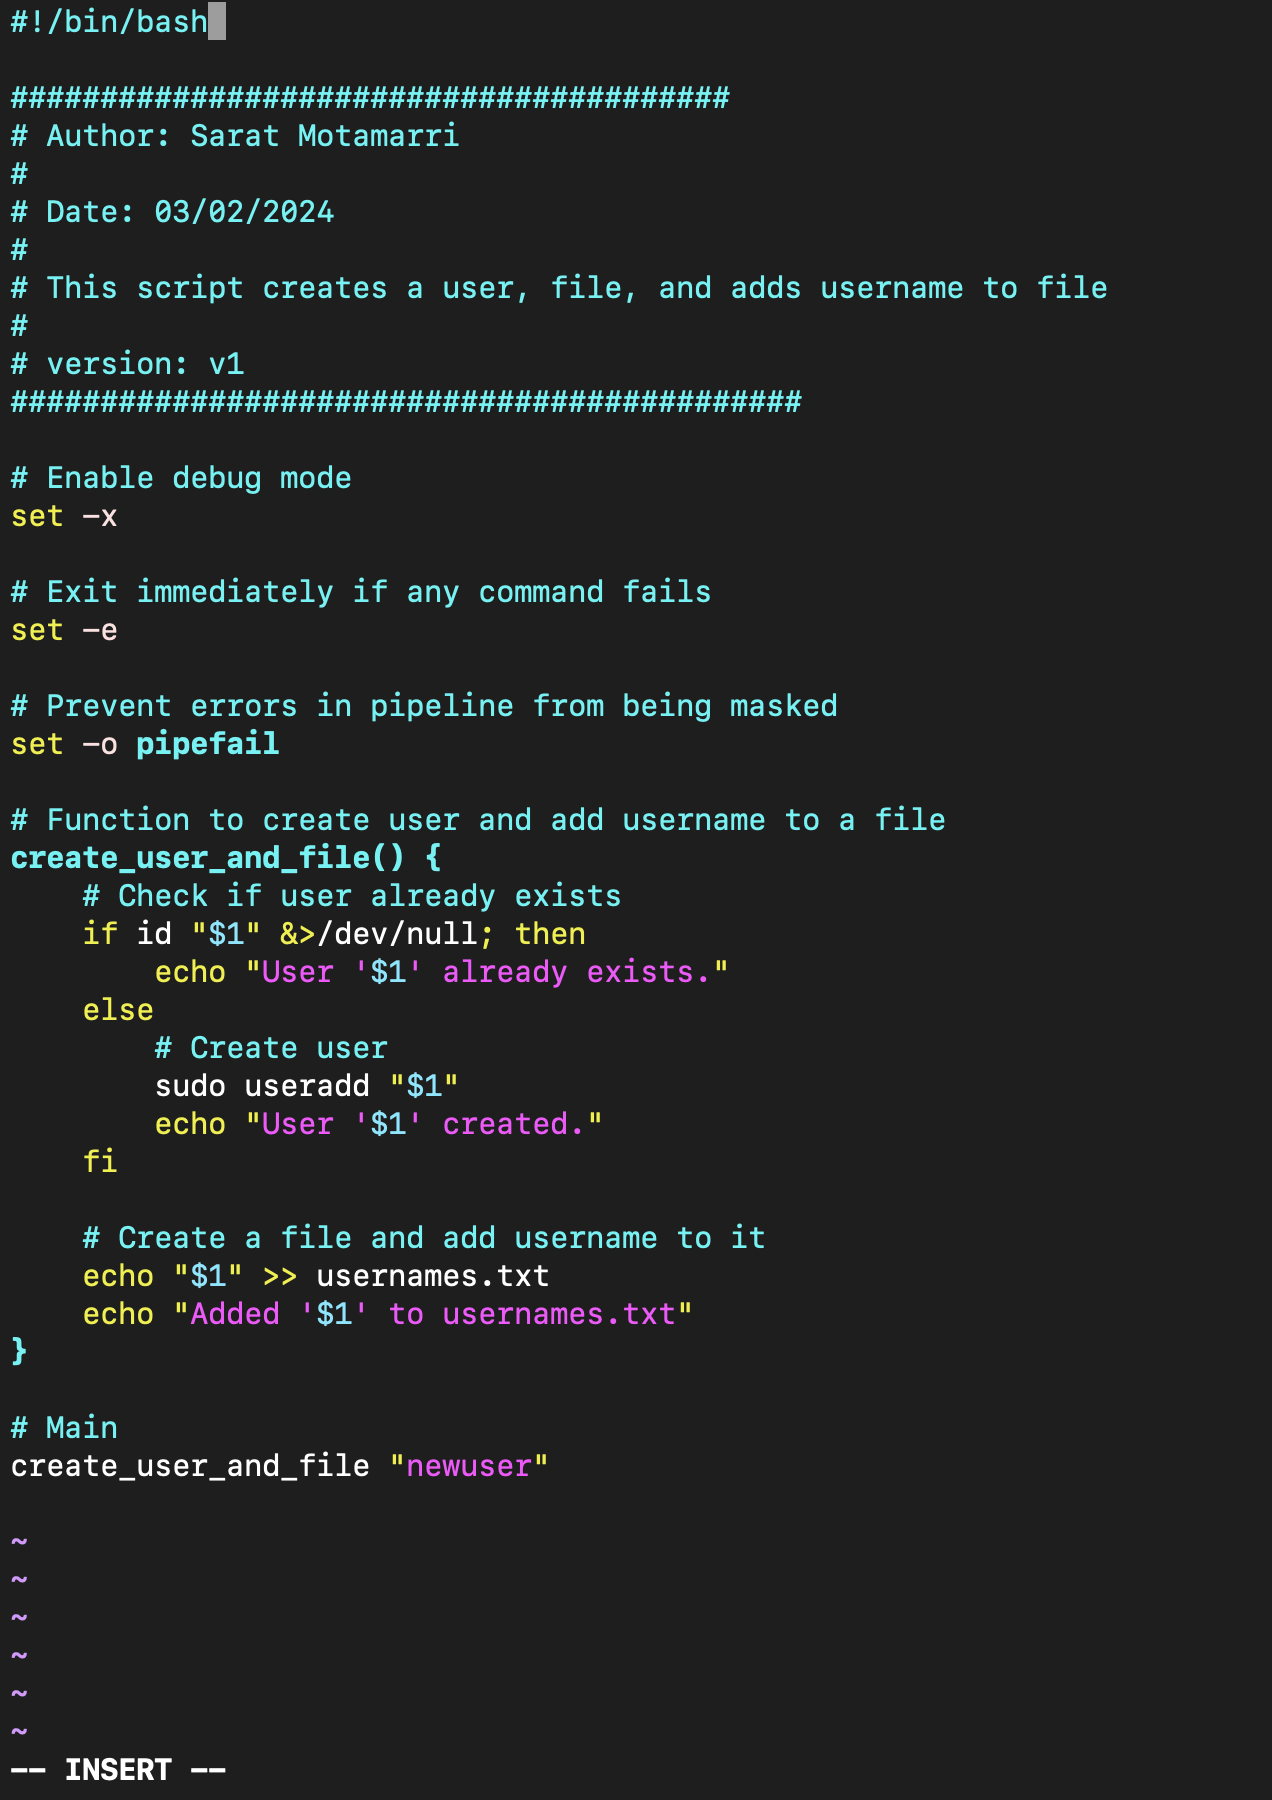 #!/bin/bash
########################################
# Author: Sarat Motamarri
#
# Date: 03/02/2024
#
# This script creates a user, file, and adds username to file
#
# version: v1
############################################
# Enable debug mode
set -x
# Exit immediately if any command fails
set -e
# Prevent errors in pipeline from being masked
set -o pipefail
# Function to create user and add username to a file
create_user_and_file() {
    # Check if user already exists
    if id "$1" &>/dev/null; then
        echo "User '$1' already exists."
    else
        # Create user
        sudo useradd "$1"
        echo "User '$1' created."
    fi
    # Create a file and add username to it
    echo "$1" >> usernames.txt
    echo "Added '$1' to usernames.txt"
}
# Main
create_user_and_file "newuser"
~
~
~
~
~
~
-- INSERT --